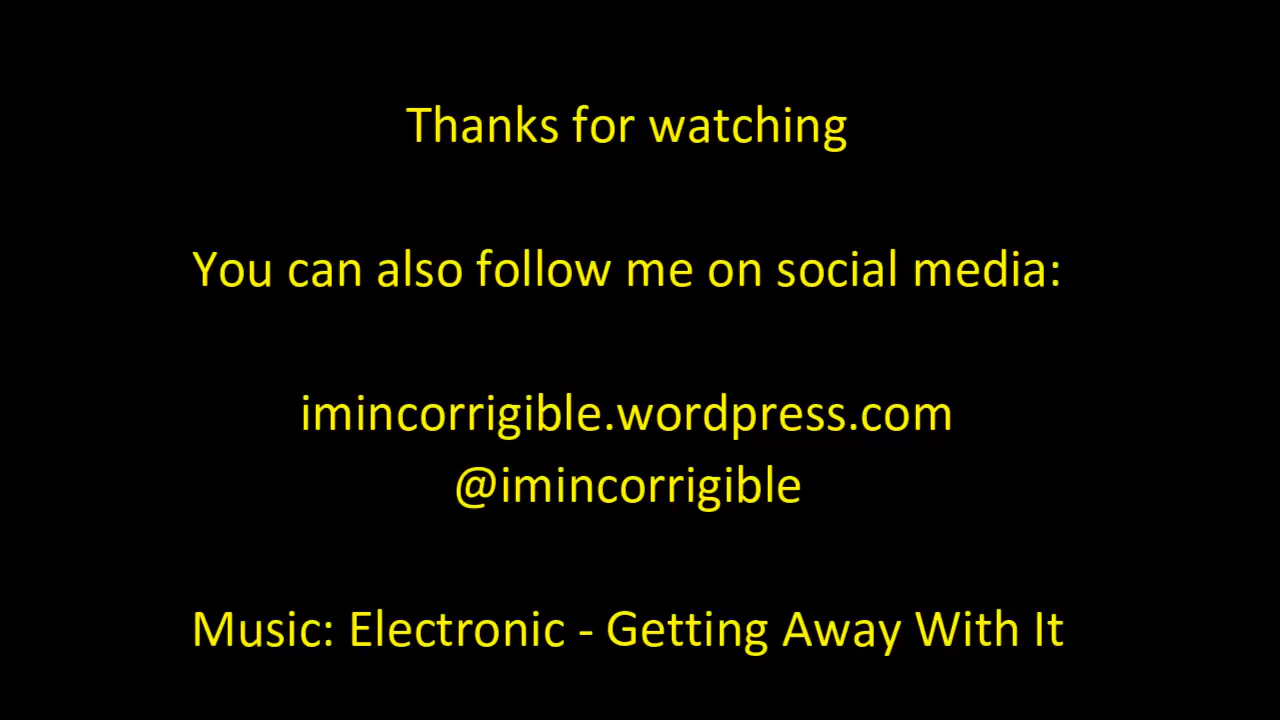 Thanks for watching
You can also follow me on social media:
imincorrigible.wordpress.com
@imincorrigible
Music: Electronic - Getting Away With It